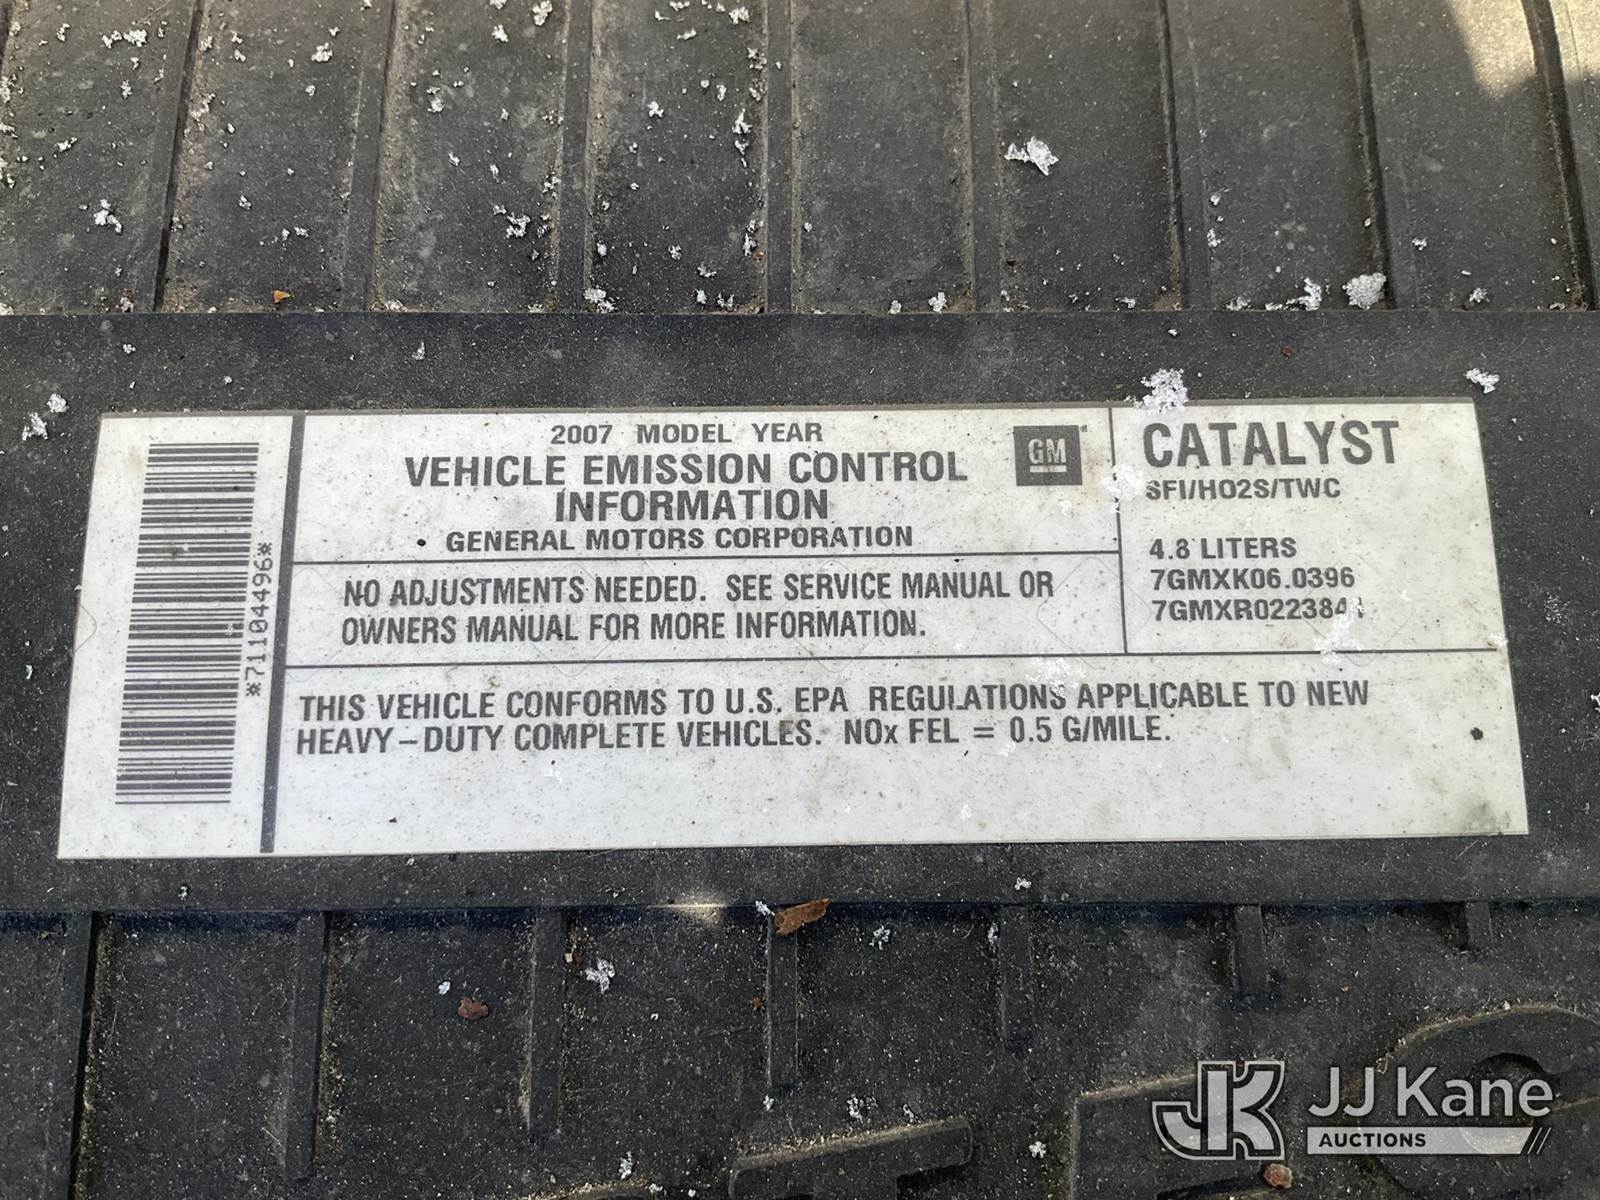 2007 MODEL YEAR
VEHICLE EMISSION CONTROL
INFORMATION
GENERAL MOTORS CORPORATION
GM
CATALYST
SFI/HO2S/TWC
4.8 LITERS
7GMXK06.0396
NO ADJUSTMENTS NEEDED. SEE SERVICE MANUAL OR
OWNERS MANUAL FOR MORE INFORMATION.
THIS VEHICLE CONFORMS TO U.S. EPA REGULATIONS APPLICABLE TO NEW
HEAVY-DUTY COMPLETE VEHICLES. NOx FEL = 0.5 G/MILE.
*711044496*
JK JJ Kane
AUCTIONS